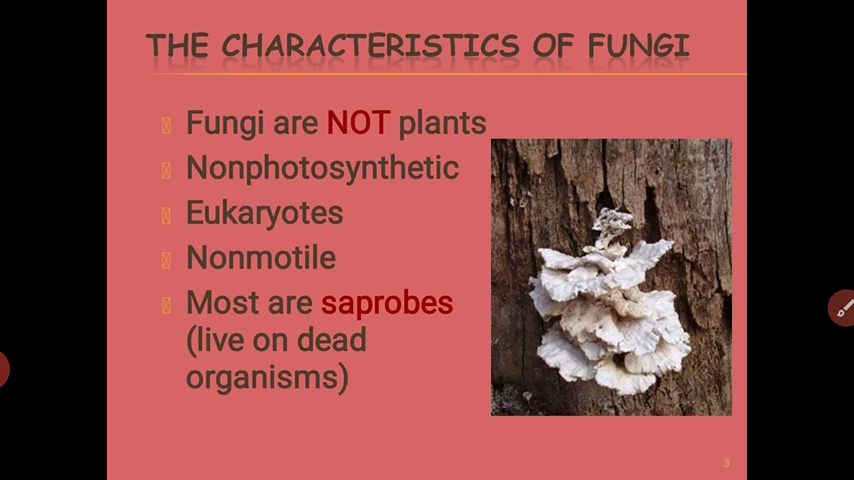 THE CHARACTERISTICS OF FUNGI
Fungi are NOT plants
Nonphotosynthetic
Eukaryotes
Nonmotile
Most are saprobes
(live on dead
organisms)
3